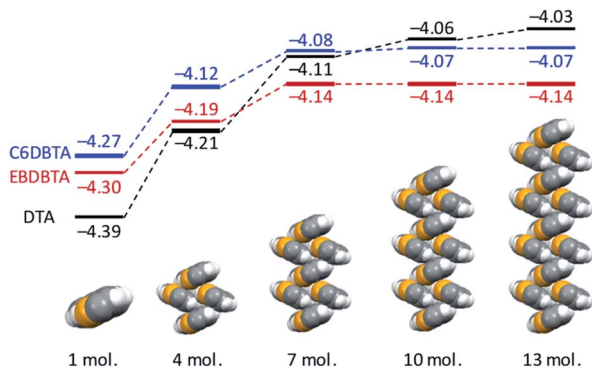 −4.03
−4.06
−4.08
−4.07
−4.07
−4.12
−4.11
−4.19
−4.14
−4.14
−4.14
−4.27
−4.21
C6DBTA
EBDBTA
−4.30
DTA
−4.39
1 mol.
4 mol.
7 mol.
10 mol.
13 mol.